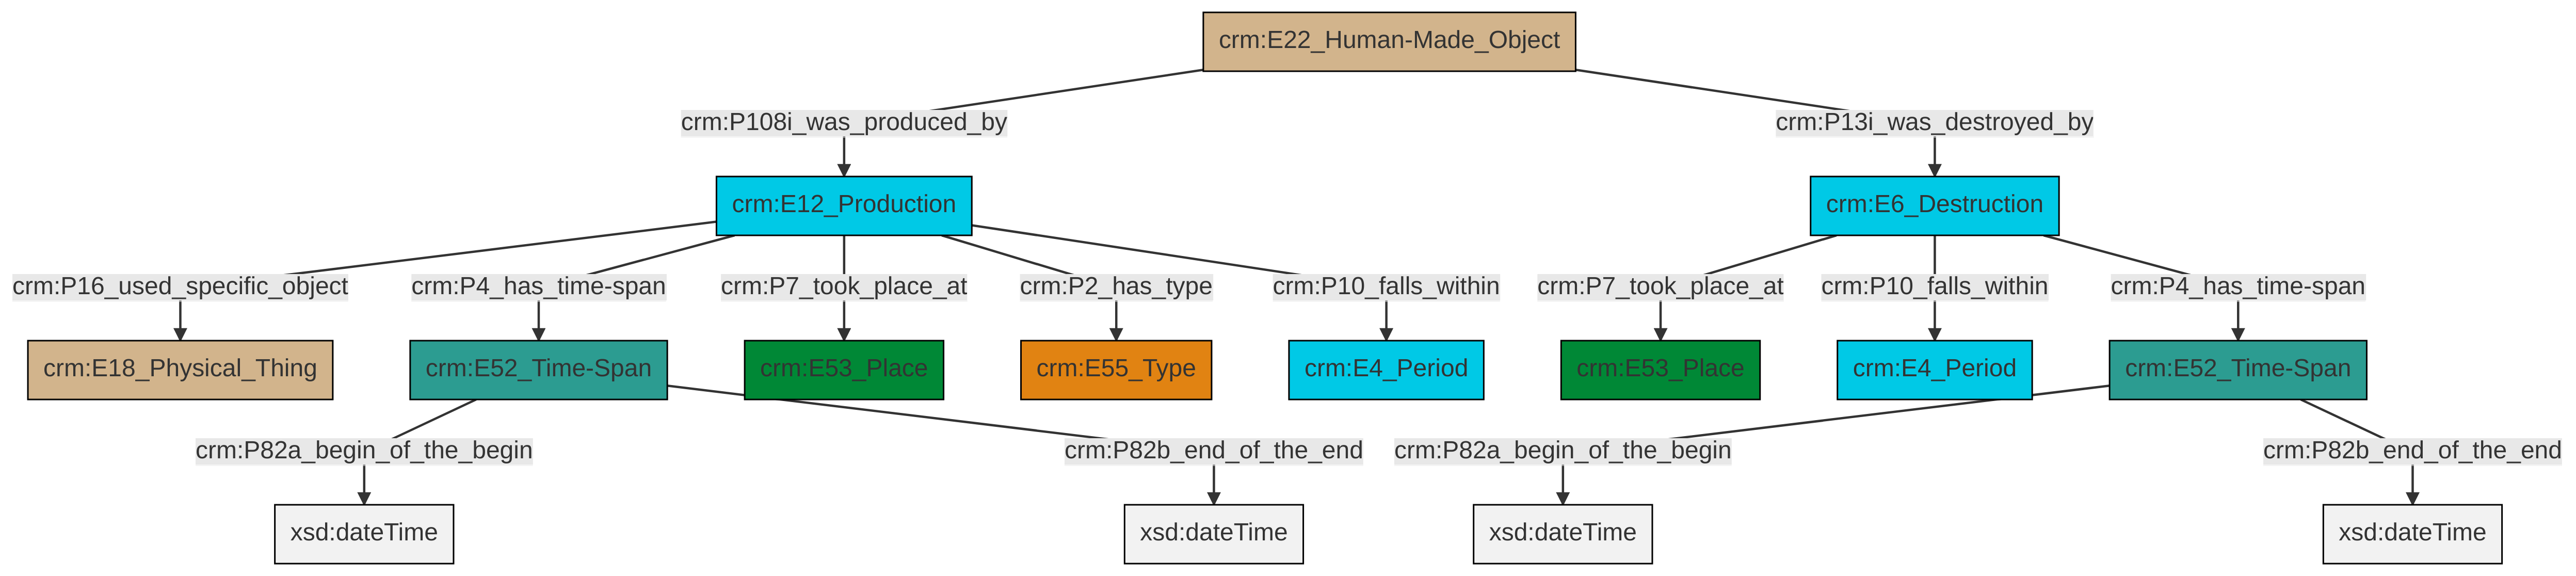 crm:E22_Human-Made_Object
crm:P108i_was_produced_by
crm:P13i_was_destroyed_by
crm:E12_Production
crm:E6_Destruction
crm:P16_used_specific_object
crm:P4_has_time-span
crm:P7_took_place_at
crm:P2_has_type
crm:P10_falls_within
crm:P7_took_place_at
crm:P10_falls_within
crm:P4_has_time-span
crm:E18_Physical_Thing
crm:E52_Time-Span
crm:E53_Place
crm:E55_Type
crm:E4_Period
crm:E53_Place
crm:E4_Period
crm:E52_Time-Span
crm:P82a_begin_of_the_begin
crm:P82b_end_of_the_end
crm:P82a_begin_of_the_begin
crm:P82b_end_of_the_end
xsd:dateTime
xsd:dateTime
xsd:dateTime
xsd:dateTime